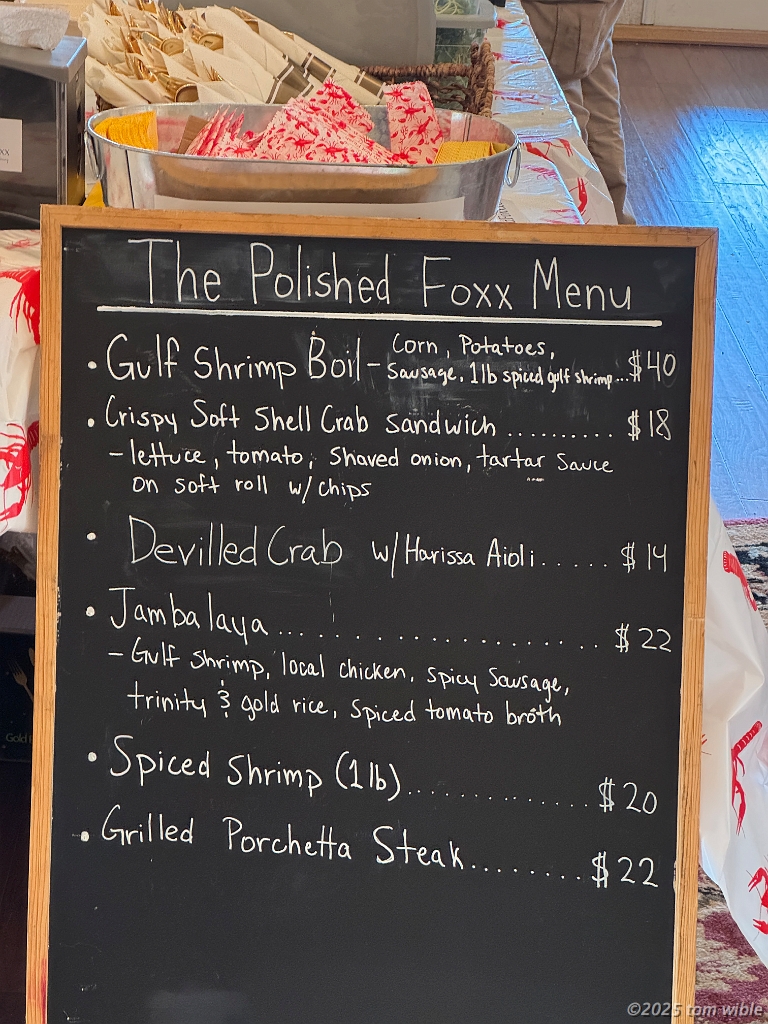 The Polished Foxx Menu
• Gulf Shrimp Boil - Corn, Potatoes,
Sausage, 1lb spiced gulf shrimp... $40
• Crispy Soft Shell Crab Sandwich .......... $18
- lettuce, tomato, Shaved onion, tartar Sauce
on soft roll w/ chips
• Devilled Crab w/ Harissa Aioli...... $14
• Jambalaya....................... $22
- Gulf Shrimp, local chicken, Spicy Sausage,
trinity & gold rice, Spiced tomato broth
• Spiced Shrimp (1lb)............... $20
• Grilled Porchetta Steak........ $22
©2025 tom wible